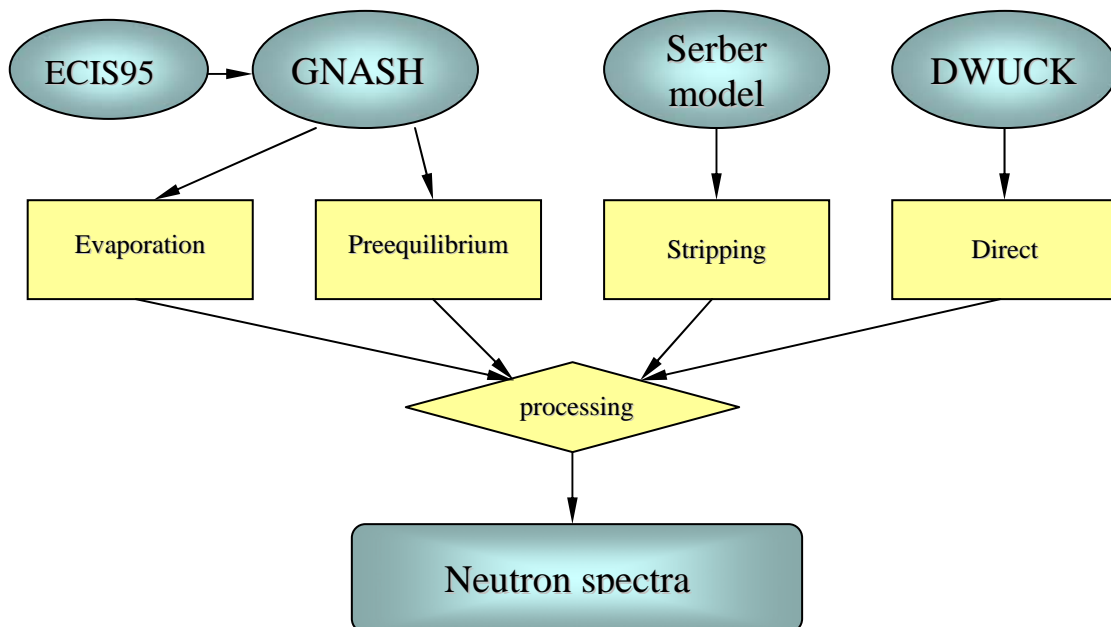 ECIS95
GNASH
Serber
model
DWUCK
Evaporation
Preequilibrium
Stripping
Direct
processing
Neutron spectra